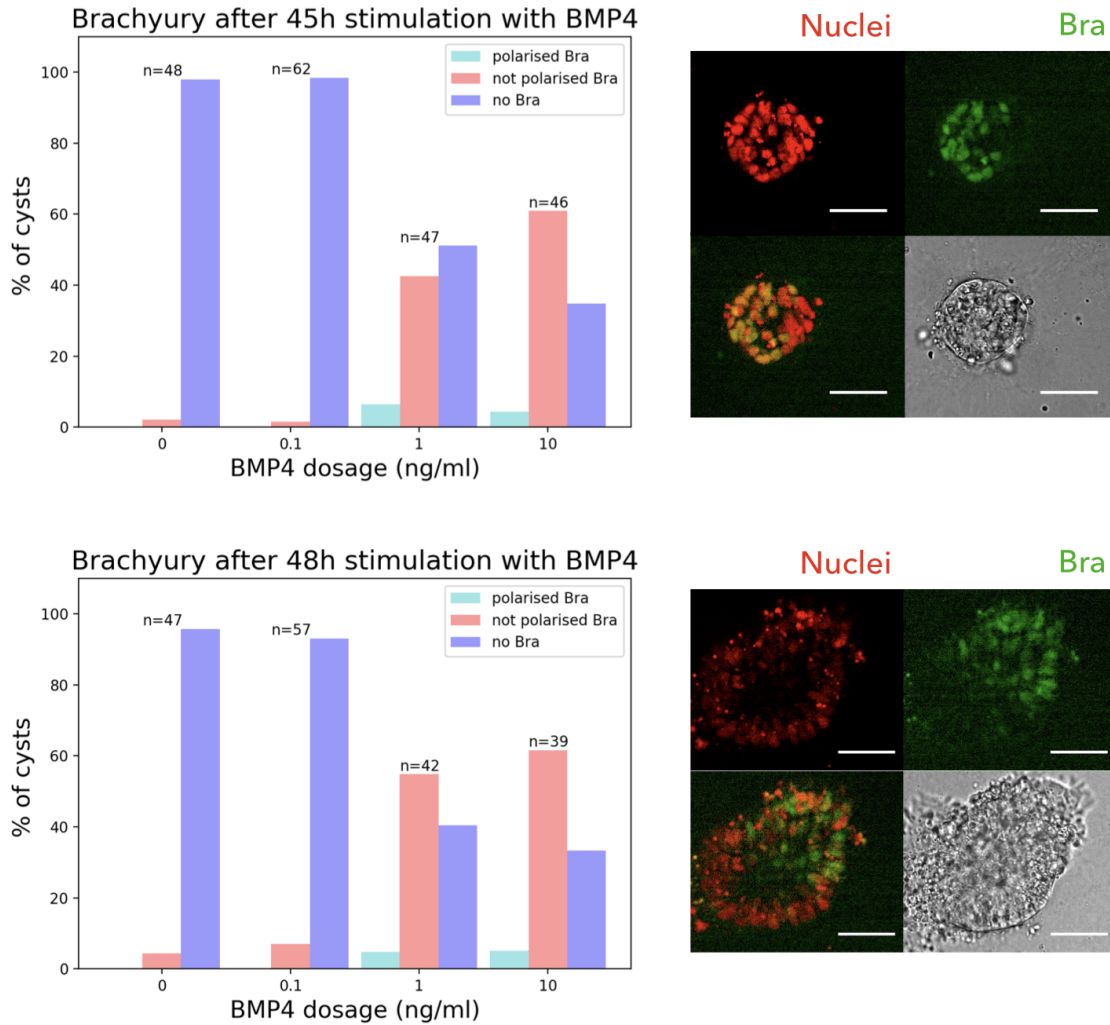 Brachyury after 45h stimulation with BMP4
Nuclei
Bra
% of cysts
100
80
60
40
20
0
n=48
n=62
n=47
n=46
polarised Bra
not polarised Bra
no Bra
0
0.1
1
10
BMP4 dosage (ng/ml)
Brachyury after 48h stimulation with BMP4
Nuclei
Bra
% of cysts
100
80
60
40
20
0
n=47
n=57
n=42
n=39
polarised Bra
not polarised Bra
no Bra
0
0.1
1
10
BMP4 dosage (ng/ml)